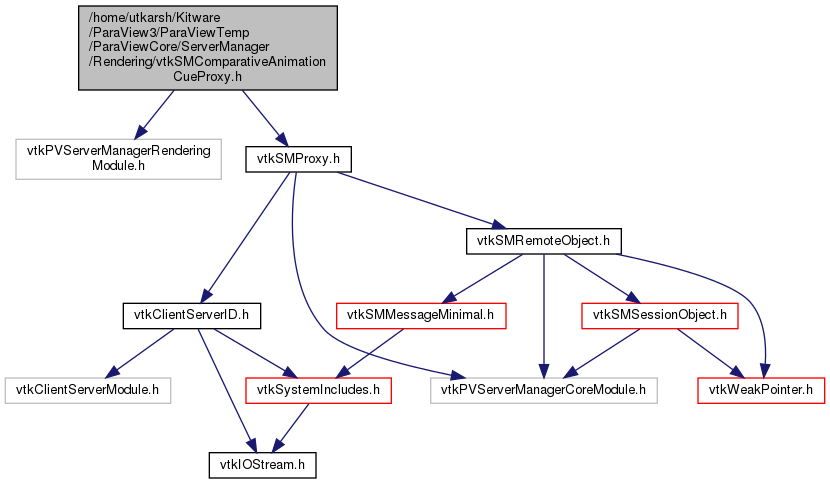 /home/utkarsh/Kitware
/ParaView3/ParaViewTemp
/ParaViewCore/ServerManager
/Rendering/vtkSMComparativeAnimation
CueProxy.h
vtkPVServerManagerRendering
Module.h
vtkSMProxy.h
vtkSMRemoteObject.h
vtkClientServerID.h
vtkSMMessageMinimal.h
vtkSMSessionObject.h
vtkClientServerModule.h
vtkSystemIncludes.h
vtkPVServerManagerCoreModule.h
vtkWeakPointer.h
vtkIOStream.h